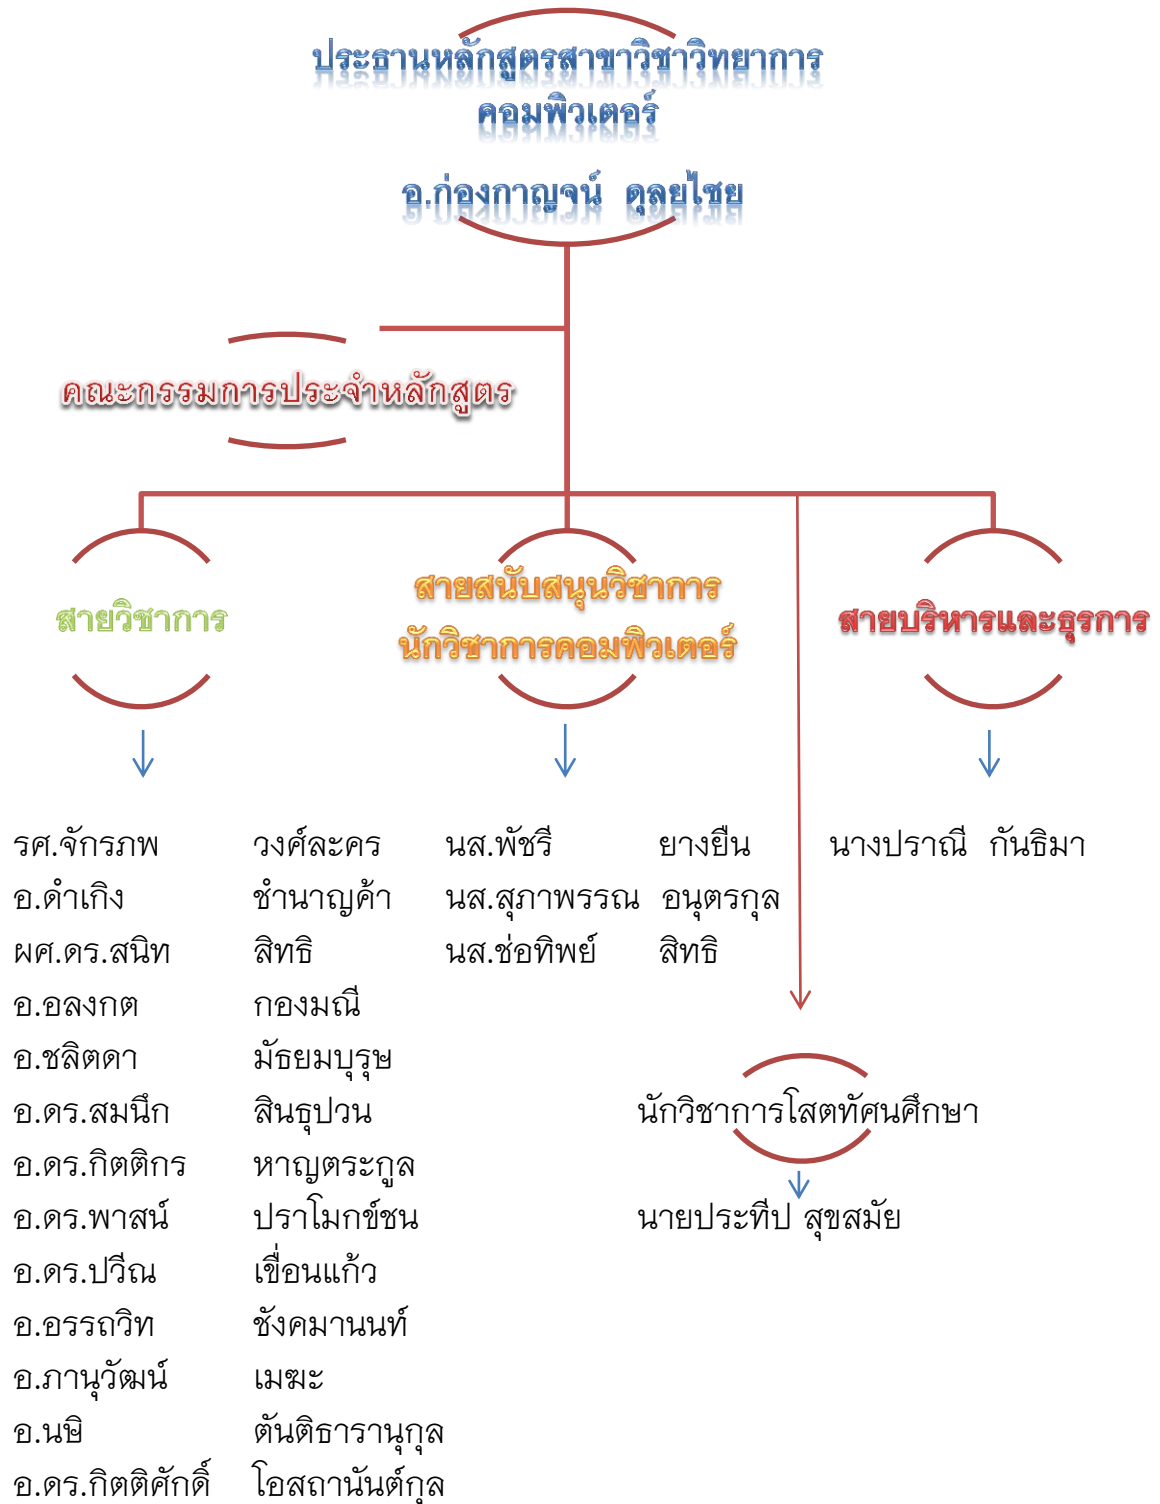 ประธานหลักสูตรสาขาวิชาวิทยาการ
คอมพิวเตอร์
อ.ก่องกาญจน์ ดุลยไชย
คณะกรรมการประจำหลักสูตร
สายวิชาการ
สายสนับสนุนวิชาการ
นักวิชาการคอมพิวเตอร์
สายบริหารและธุรการ
รศ.จักรภพ วงศ์ละคร
อ.ดำเกิง ชำนาญค้า
ผศ.ดร.สนิท สิทธิ
อ.อลงกต กองมณี
อ.ชลิตดา มัธยมบุรุษ
อ.ดร.สมนึก สินธุปวน
อ.ดร.กิตติกร หาญตระกูล
อ.ดร.พาสน์ ปราโมกข์ชน
อ.ดร.ปวีณ เขื่อนแก้ว
อ.อรรถวิท ชังคมานนท์
อ.ภานุวัฒน์ เมฆะ
อ.นษิ ตันติธารานุกุล
อ.ดร.กิตติศักดิ์ โอสถานันต์กุล
นส.พัชรี ยางยืน
นส.สุภาพรรณ อนุตรกุล
นส.ช่อทิพย์ สิทธิ
นางปราณี กันธิมา
นักวิชาการโสตทัศนศึกษา
นายประทีป สุขสมัย